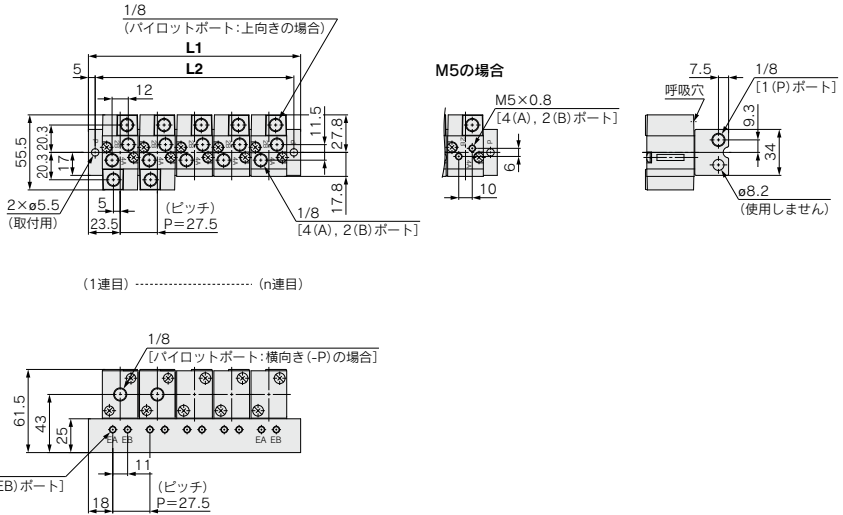 1/8
(パイロットポート:上向きの場合)
L1
L2
5
12
55.5
20.3
20.3
17
11.5
27.8
17.8
2×ø5.5
(取付用)
5
23.5
(ピッチ)
P=27.5
1/8
[4(A), 2(B)ポート]
M5の場合
M5×0.8
[4(A), 2(B)ポート]
P
6
10
7.5
呼吸穴
1/8
[1(P)ポート]
9.3
34
ø8.2
(使用しません)
(1連目)
(n連目)
1/8
[パイロットポート:横向き(-P)の場合]
61.5
43
25
EA EB
EA EB
EB)ポート]
11
18
(ピッチ)
P=27.5